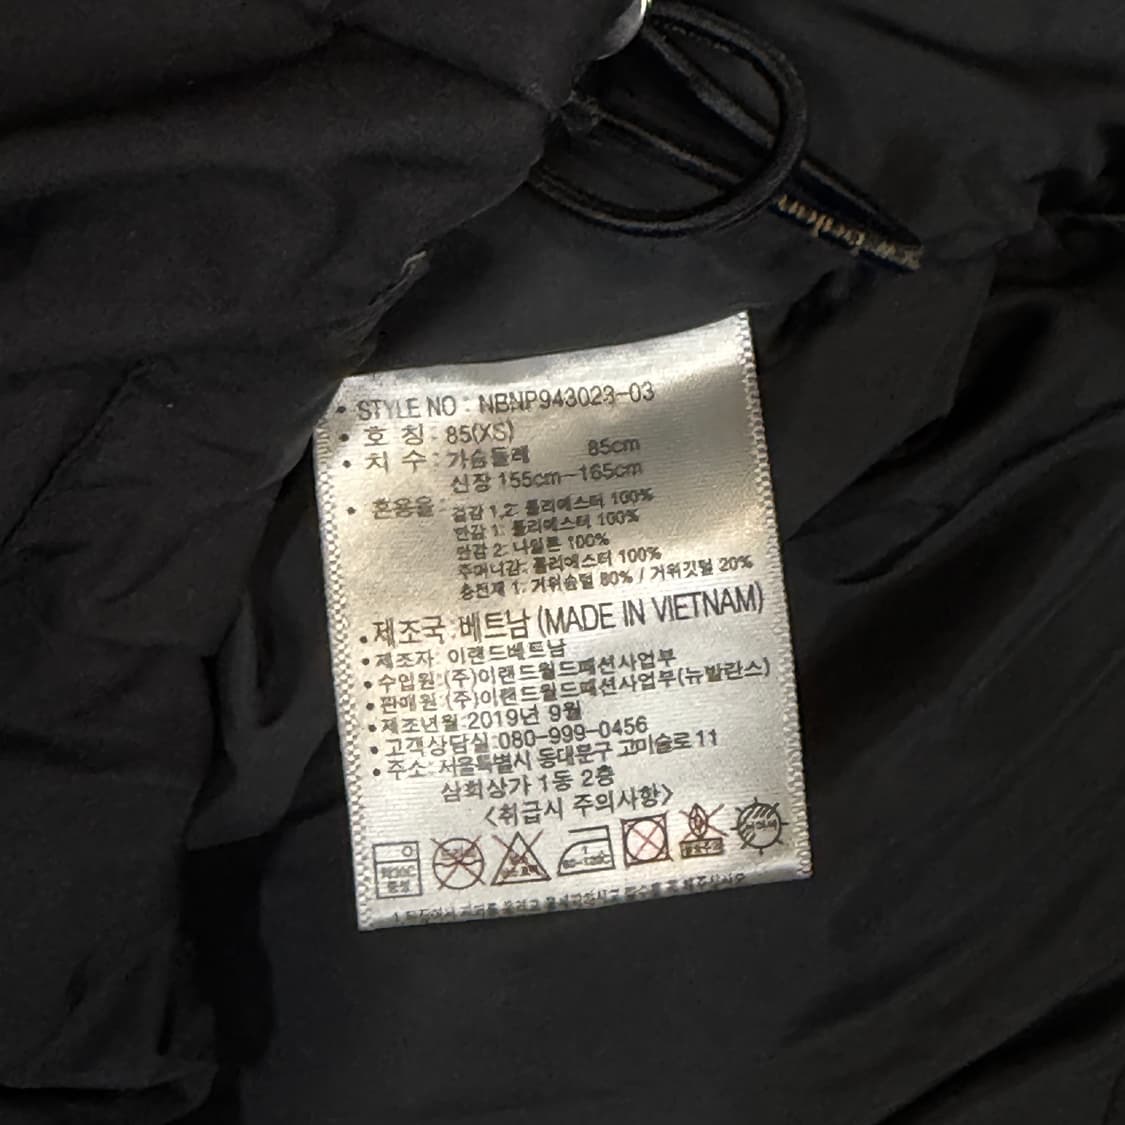 • STYLE NO : NBNP943023-03
• 호 칭 : 85(XS)
• 치 수 : 가슴둘레 85cm
신장 155cm~165cm
• 혼용율 : 겉감 1,2: 폴리에스터 100%
안감 1: 폴리에스터 100%
안감 2: 나일론 100%
주머니감: 폴리에스터 100%
충전재 1: 거위솜털 80% / 거위깃털 20%
• 제조국 : 베트남 (MADE IN VIETNAM)
• 제조자: 이랜드베트남
• 수입원:(주)이랜드월드패션사업부
• 판매원:(주)이랜드월드패션사업부(뉴발란스)
• 제조년월:2019년 9월
• 고객상담실:080-999-0456
• 주소: 서울특별시 동대문구 고미술로 11
삼희상가 1동 2층
<취급시 주의사항>
중성
80~120℃